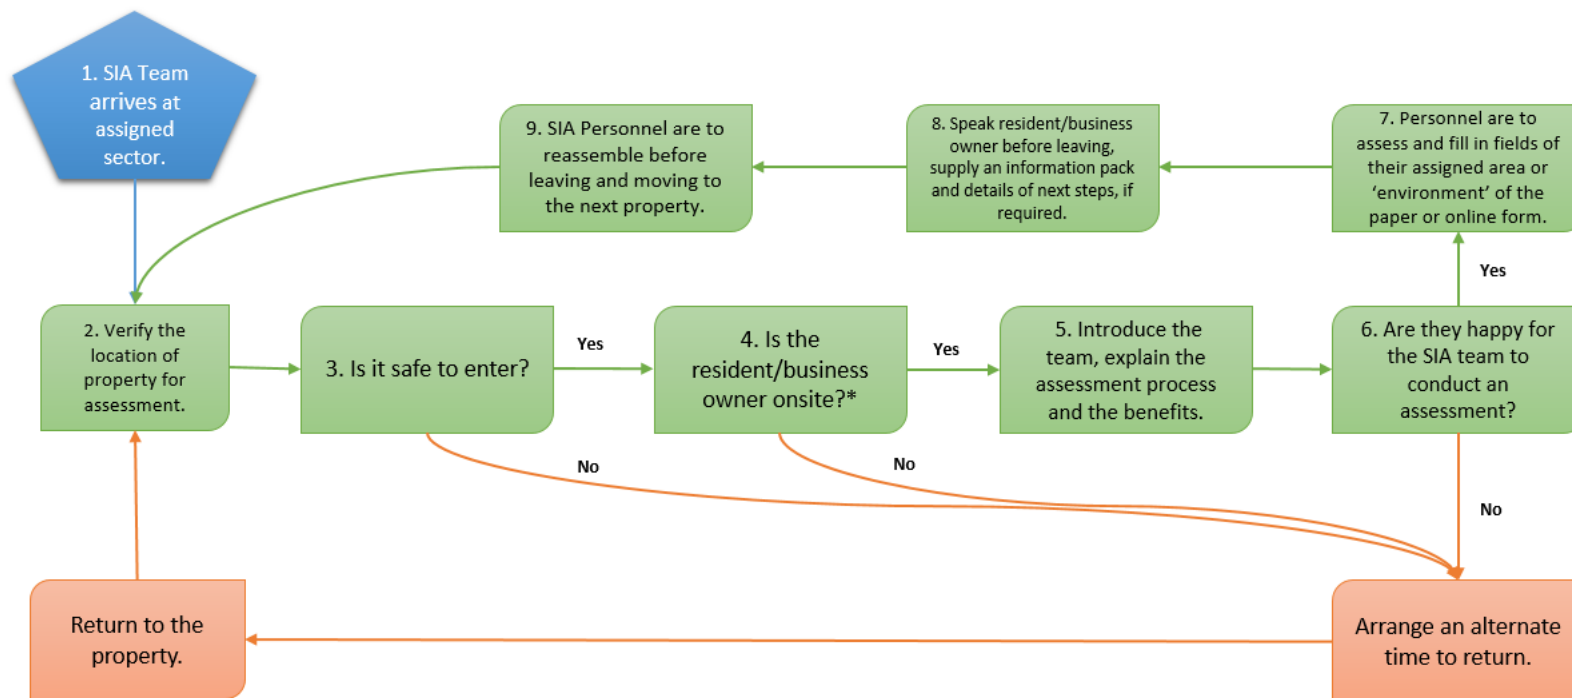 1. SIA Team
arrives at
assigned
sector.
9. SIA Personnel are to
reassemble before
leaving and moving to
the next property.
8. Speak resident/business
owner before leaving,
supply an information pack
and details of next steps, if
required.
7. Personnel are to
assess and fill in fields of
their assigned area or
‘environment’ of the
paper or online form.
Yes
2. Verify the
location of
property for
assessment.
3. Is it safe to enter?
Yes
4. Is the
resident/business
owner onsite?*
Yes
5. Introduce the
team, explain the
assessment process
and the benefits.
6. Are they happy for
the SIA team to
conduct an
assessment?
No
No
No
Return to the
property.
Arrange an alternate
time to return.